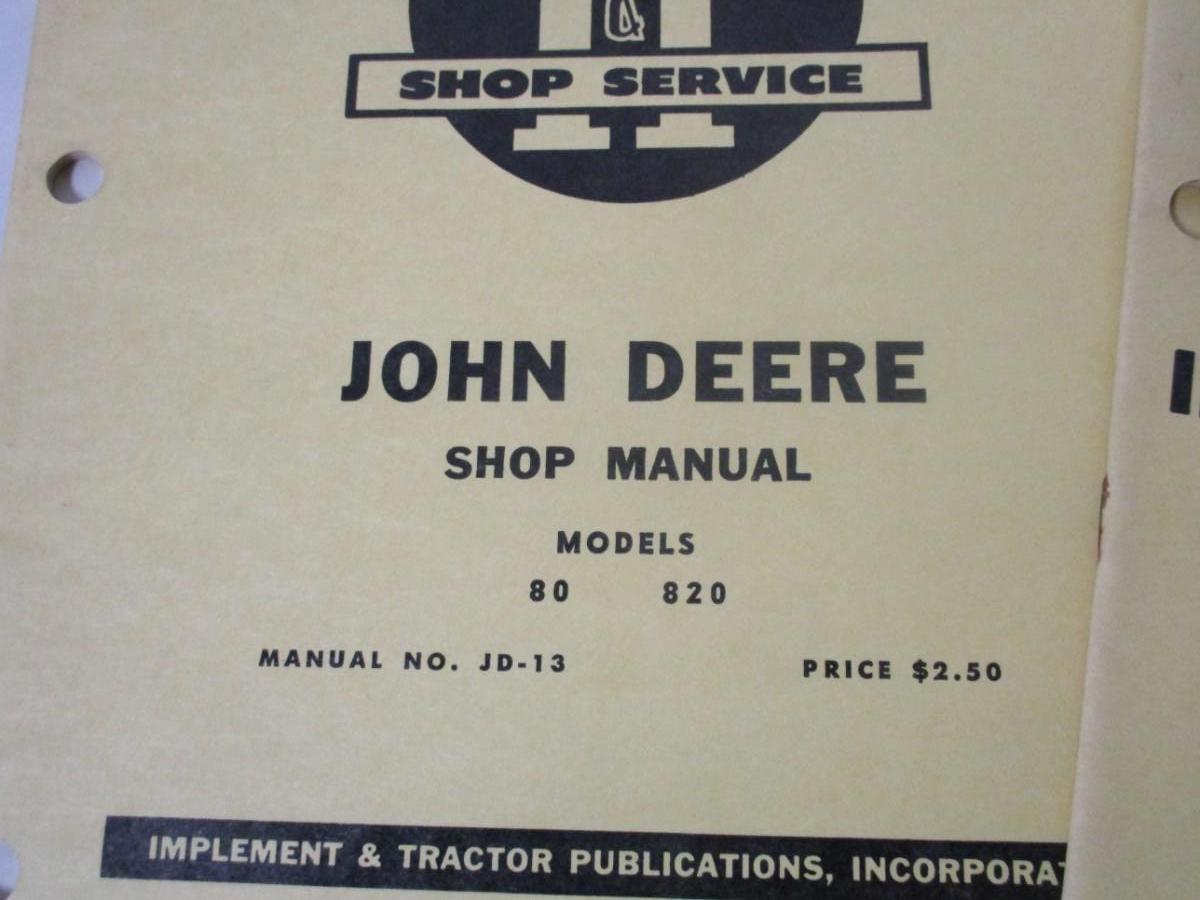 &
SHOP SERVICE
JOHN DEERE
SHOP MANUAL
MODELS
80 820
MANUAL NO. JD-13 PRICE $2.50
IMPLEMENT & TRACTOR PUBLICATIONS, INCORPORAT